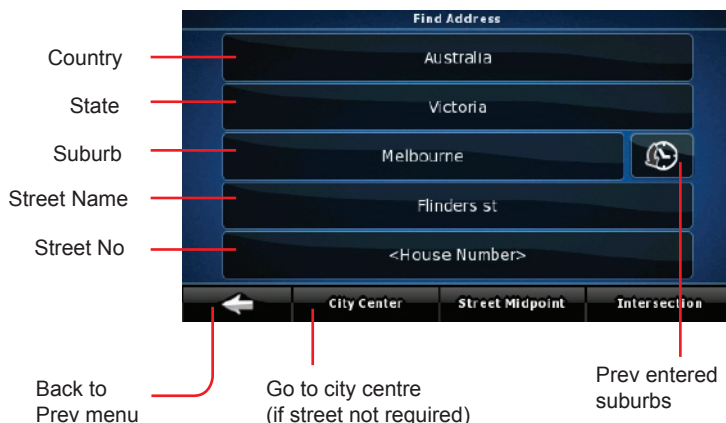 Find Address
Country
Australia
State
Victoria
Suburb
Melbourne
Street Name
Flinders st
Street No
<House Number>
City Center
Street Midpoint
Intersection
Back to
Prev menu
Go to city centre
(if street not required)
Prev entered
suburbs